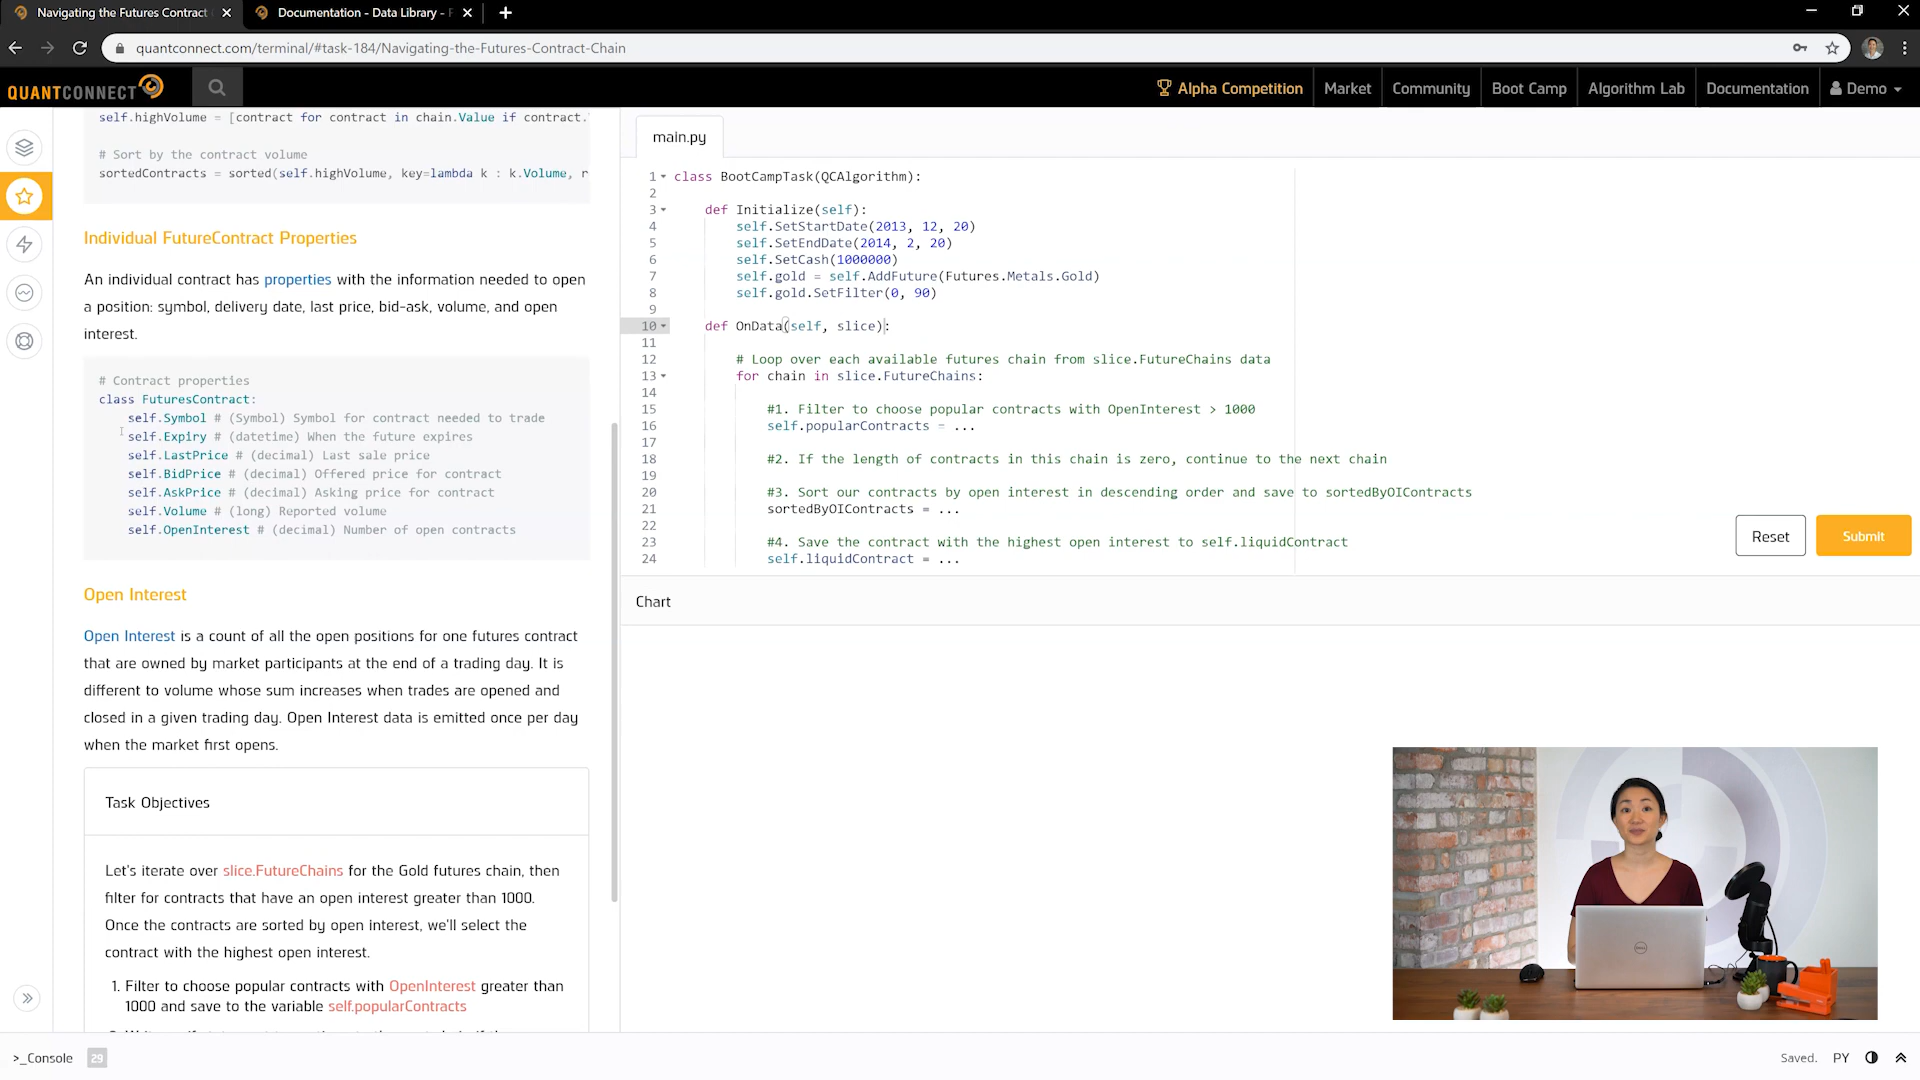 Navigating the Futures Contract
Documentation - Data Library - F
quantconnect.com/terminal/#task-184/Navigating-the-Futures-Contract-Chain
QUANTCONNECT
Alpha Competition
Market
Community
Boot Camp
Algorithm Lab
Documentation
Demo
self.highVolume = [contract for contract in chain.Value if contract.
# Sort by the contract volume
sortedContracts = sorted(self.highVolume, key=lambda k : k.Volume, r
Individual FutureContract Properties
An individual contract has properties with the information needed to open
a position: symbol, delivery date, last price, bid-ask, volume, and open
interest.
# Contract properties
class FuturesContract:
self.Symbol # (Symbol) Symbol for contract needed to trade
self.Expiry # (datetime) When the future expires
self.LastPrice # (decimal) Last sale price
self.BidPrice # (decimal) Offered price for contract
self.AskPrice # (decimal) Asking price for contract
self.Volume # (long) Reported volume
self.OpenInterest # (decimal) Number of open contracts
Open Interest
Open Interest is a count of all the open positions for one futures contract
that are owned by market participants at the end of a trading day. It is
different to volume whose sum increases when trades are opened and
closed in a given trading day. Open Interest data is emitted once per day
when the market first opens.
Task Objectives
Let's iterate over slice.FutureChains for the Gold futures chain, then
filter for contracts that have an open interest greater than 1000.
Once the contracts are sorted by open interest, we'll select the
contract with the highest open interest.
1. Filter to choose popular contracts with OpenInterest greater than
1000 and save to the variable self.popularContracts
main.py
1 class BootCampTask(QCAlgorithm):
2
3 def Initialize(self):
4 self.SetStartDate(2013, 12, 20)
5 self.SetEndDate(2014, 2, 20)
6 self.SetCash(1000000)
7 self.gold = self.AddFuture(Futures.Metals.Gold)
8 self.gold.SetFilter(0, 90)
9
10 def OnData(self, slice):
11
12 # Loop over each available futures chain from slice.FutureChains data
13 for chain in slice.FutureChains:
14
15 #1. Filter to choose popular contracts with OpenInterest > 1000
16 self.popularContracts = ...
17
18 #2. If the length of contracts in this chain is zero, continue to the next chain
19
20 #3. Sort our contracts by open interest in descending order and save to sortedByOIContracts
21 sortedByOIContracts = ...
22
23 #4. Save the contract with the highest open interest to self.liquidContract
24 self.liquidContract = ...
Reset
Submit
Chart
>_Console 29
Saved. PY